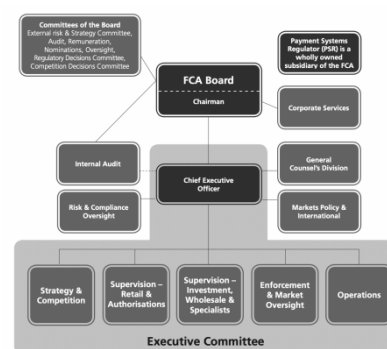 Committees of the Board
External risk & Strategy Committee,
Audit, Remuneration,
Nominations, Oversight,
Regulatory Decisions Committee,
Competition Decisions Committee
FCA Board
Chairman
Payment Systems
Regulator (PSR) is a
wholly owned
subsidiary of the FCA
Corporate Services
Internal Audit
Chief Executive
Officer
General
Counsel's Division
Risk & Compliance
Oversight
Markets Policy &
International
Strategy &
Competition
Supervision –
Retail &
Authorisations
Supervision –
Investment,
Wholesale &
Specialists
Enforcement
& Market
Oversight
Operations
Executive Committee